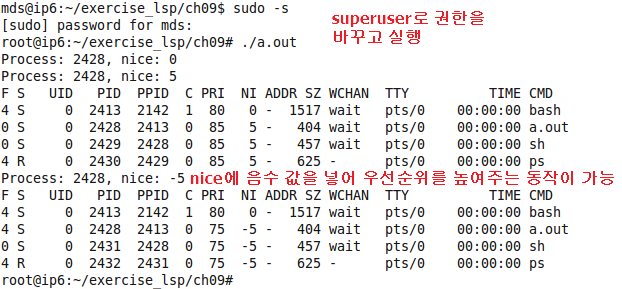 mds@ip6:~/exercise_lsp/ch09$ sudo -s
superuser로 권한을
[sudo] password for mds:
바꾸고 실행
root@ip6:~/exercise_lsp/ch09# ./a.out
Process: 2428, nice: 0
Process: 2428, nice: 5
F S   UID   PID  PPID  C PRI  NI ADDR SZ WCHAN  TTY          TIME CMD
4 S     0  2413  2142  1  80   0 -  1517 wait   pts/0    00:00:00 bash
0 S     0  2428  2413  0  85   5 -   404 wait   pts/0    00:00:00 a.out
0 S     0  2429  2428  0  85   5 -   457 wait   pts/0    00:00:00 sh
4 R     0  2430  2429  0  85   5 -   625 -      pts/0    00:00:00 ps
Process: 2428, nice: -5 nice에 음수 값을 넣어 우선순위를 높여주는 동작이 가능
F S   UID   PID  PPID  C PRI  NI ADDR SZ WCHAN  TTY          TIME CMD
4 S     0  2413  2142  1  80   0 -  1517 wait   pts/0    00:00:00 bash
4 S     0  2428  2413  0  75  -5 -   404 wait   pts/0    00:00:00 a.out
0 S     0  2431  2428  0  75  -5 -   457 wait   pts/0    00:00:00 sh
4 R     0  2432  2431  0  75  -5 -   625 -      pts/0    00:00:00 ps
root@ip6:~/exercise_lsp/ch09#